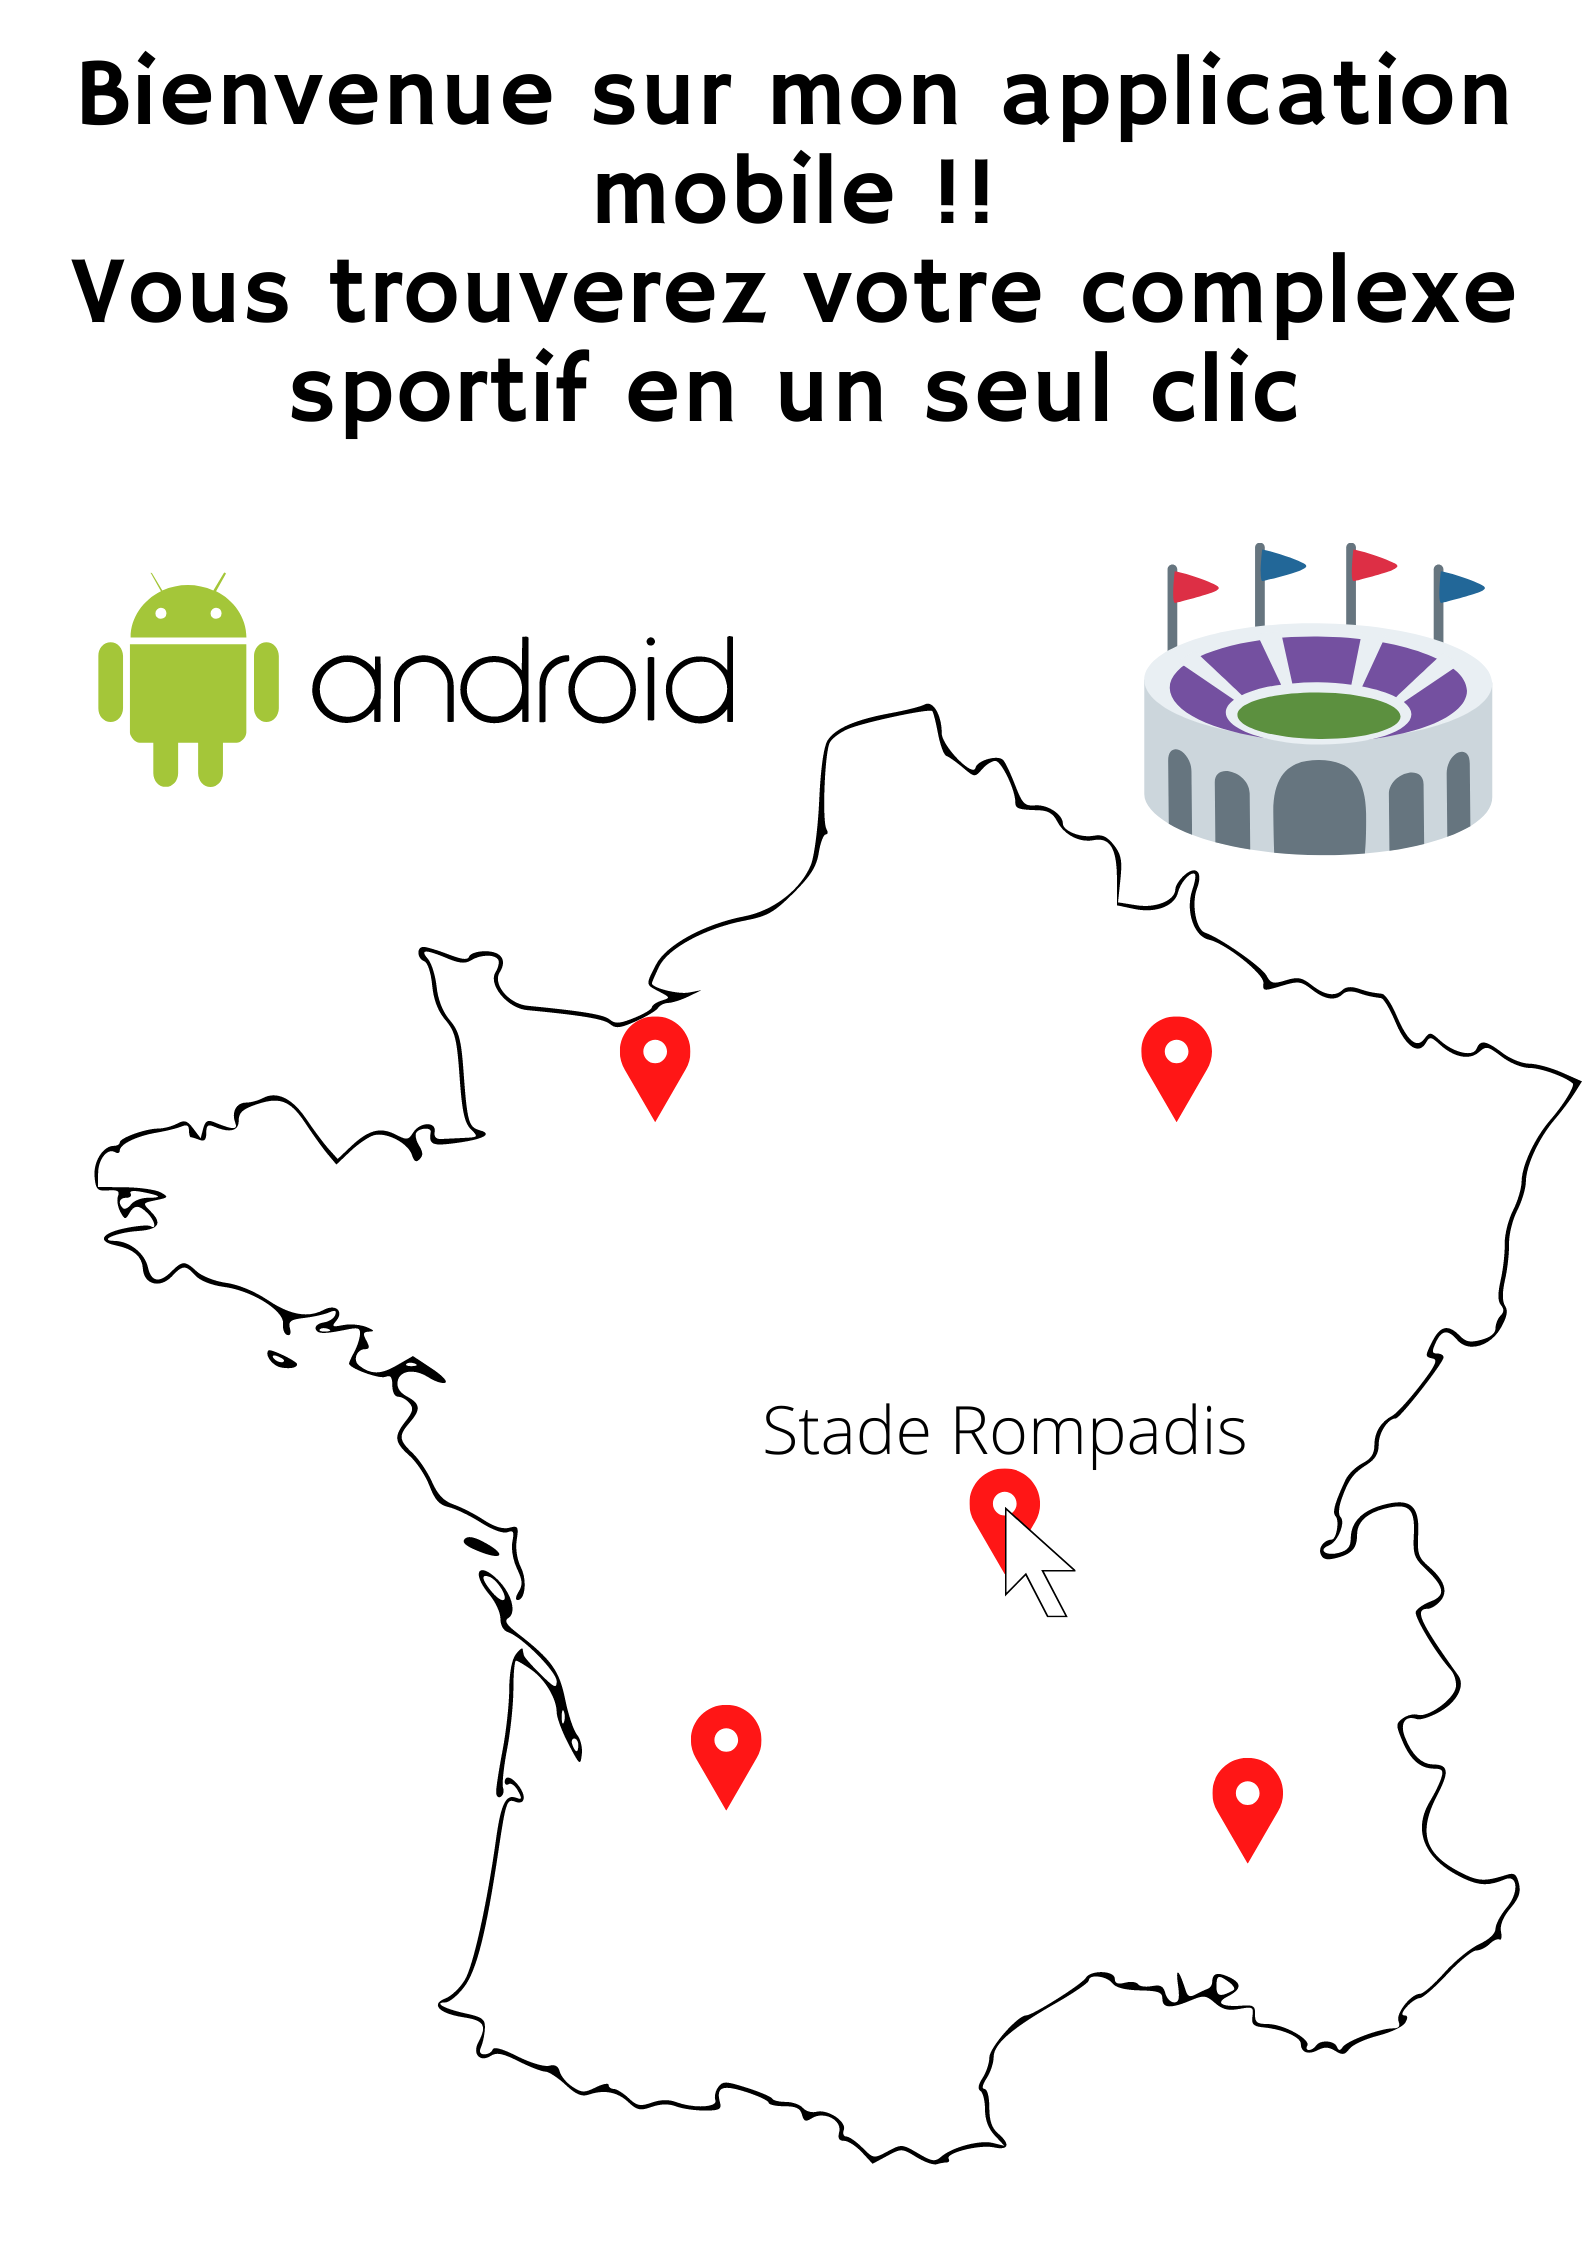 Bienvenue sur mon application
mobile !!
Vous trouverez votre complexe
sportif en un seul clic
android
Stade Rompadis